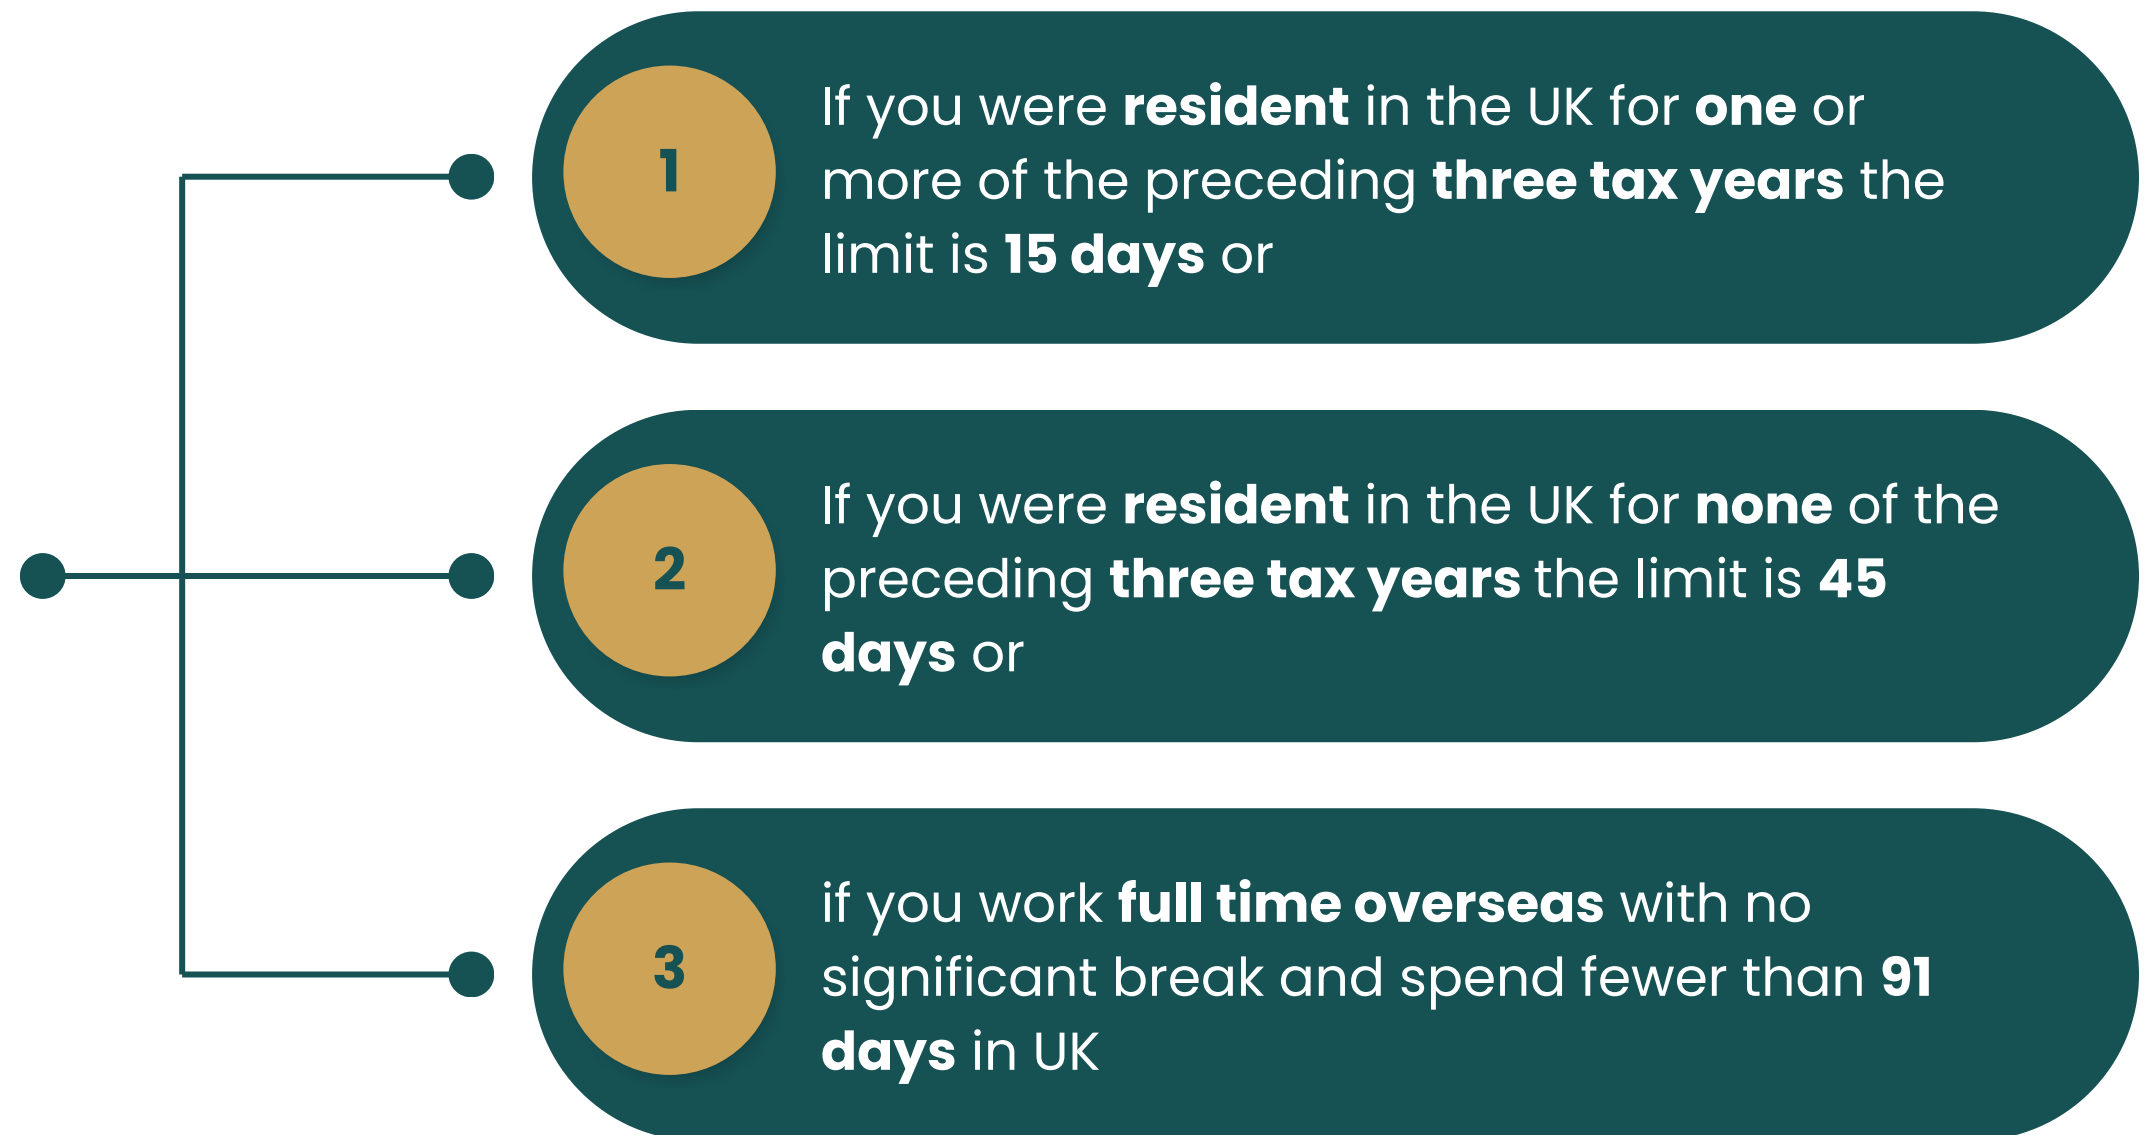 1
If you were resident in the UK for one or
more of the preceding three tax years the
limit is 15 days or
2
If you were resident in the UK for none of the
preceding three tax years the limit is 45
days or
3
if you work full time overseas with no
significant break and spend fewer than 91
days in UK